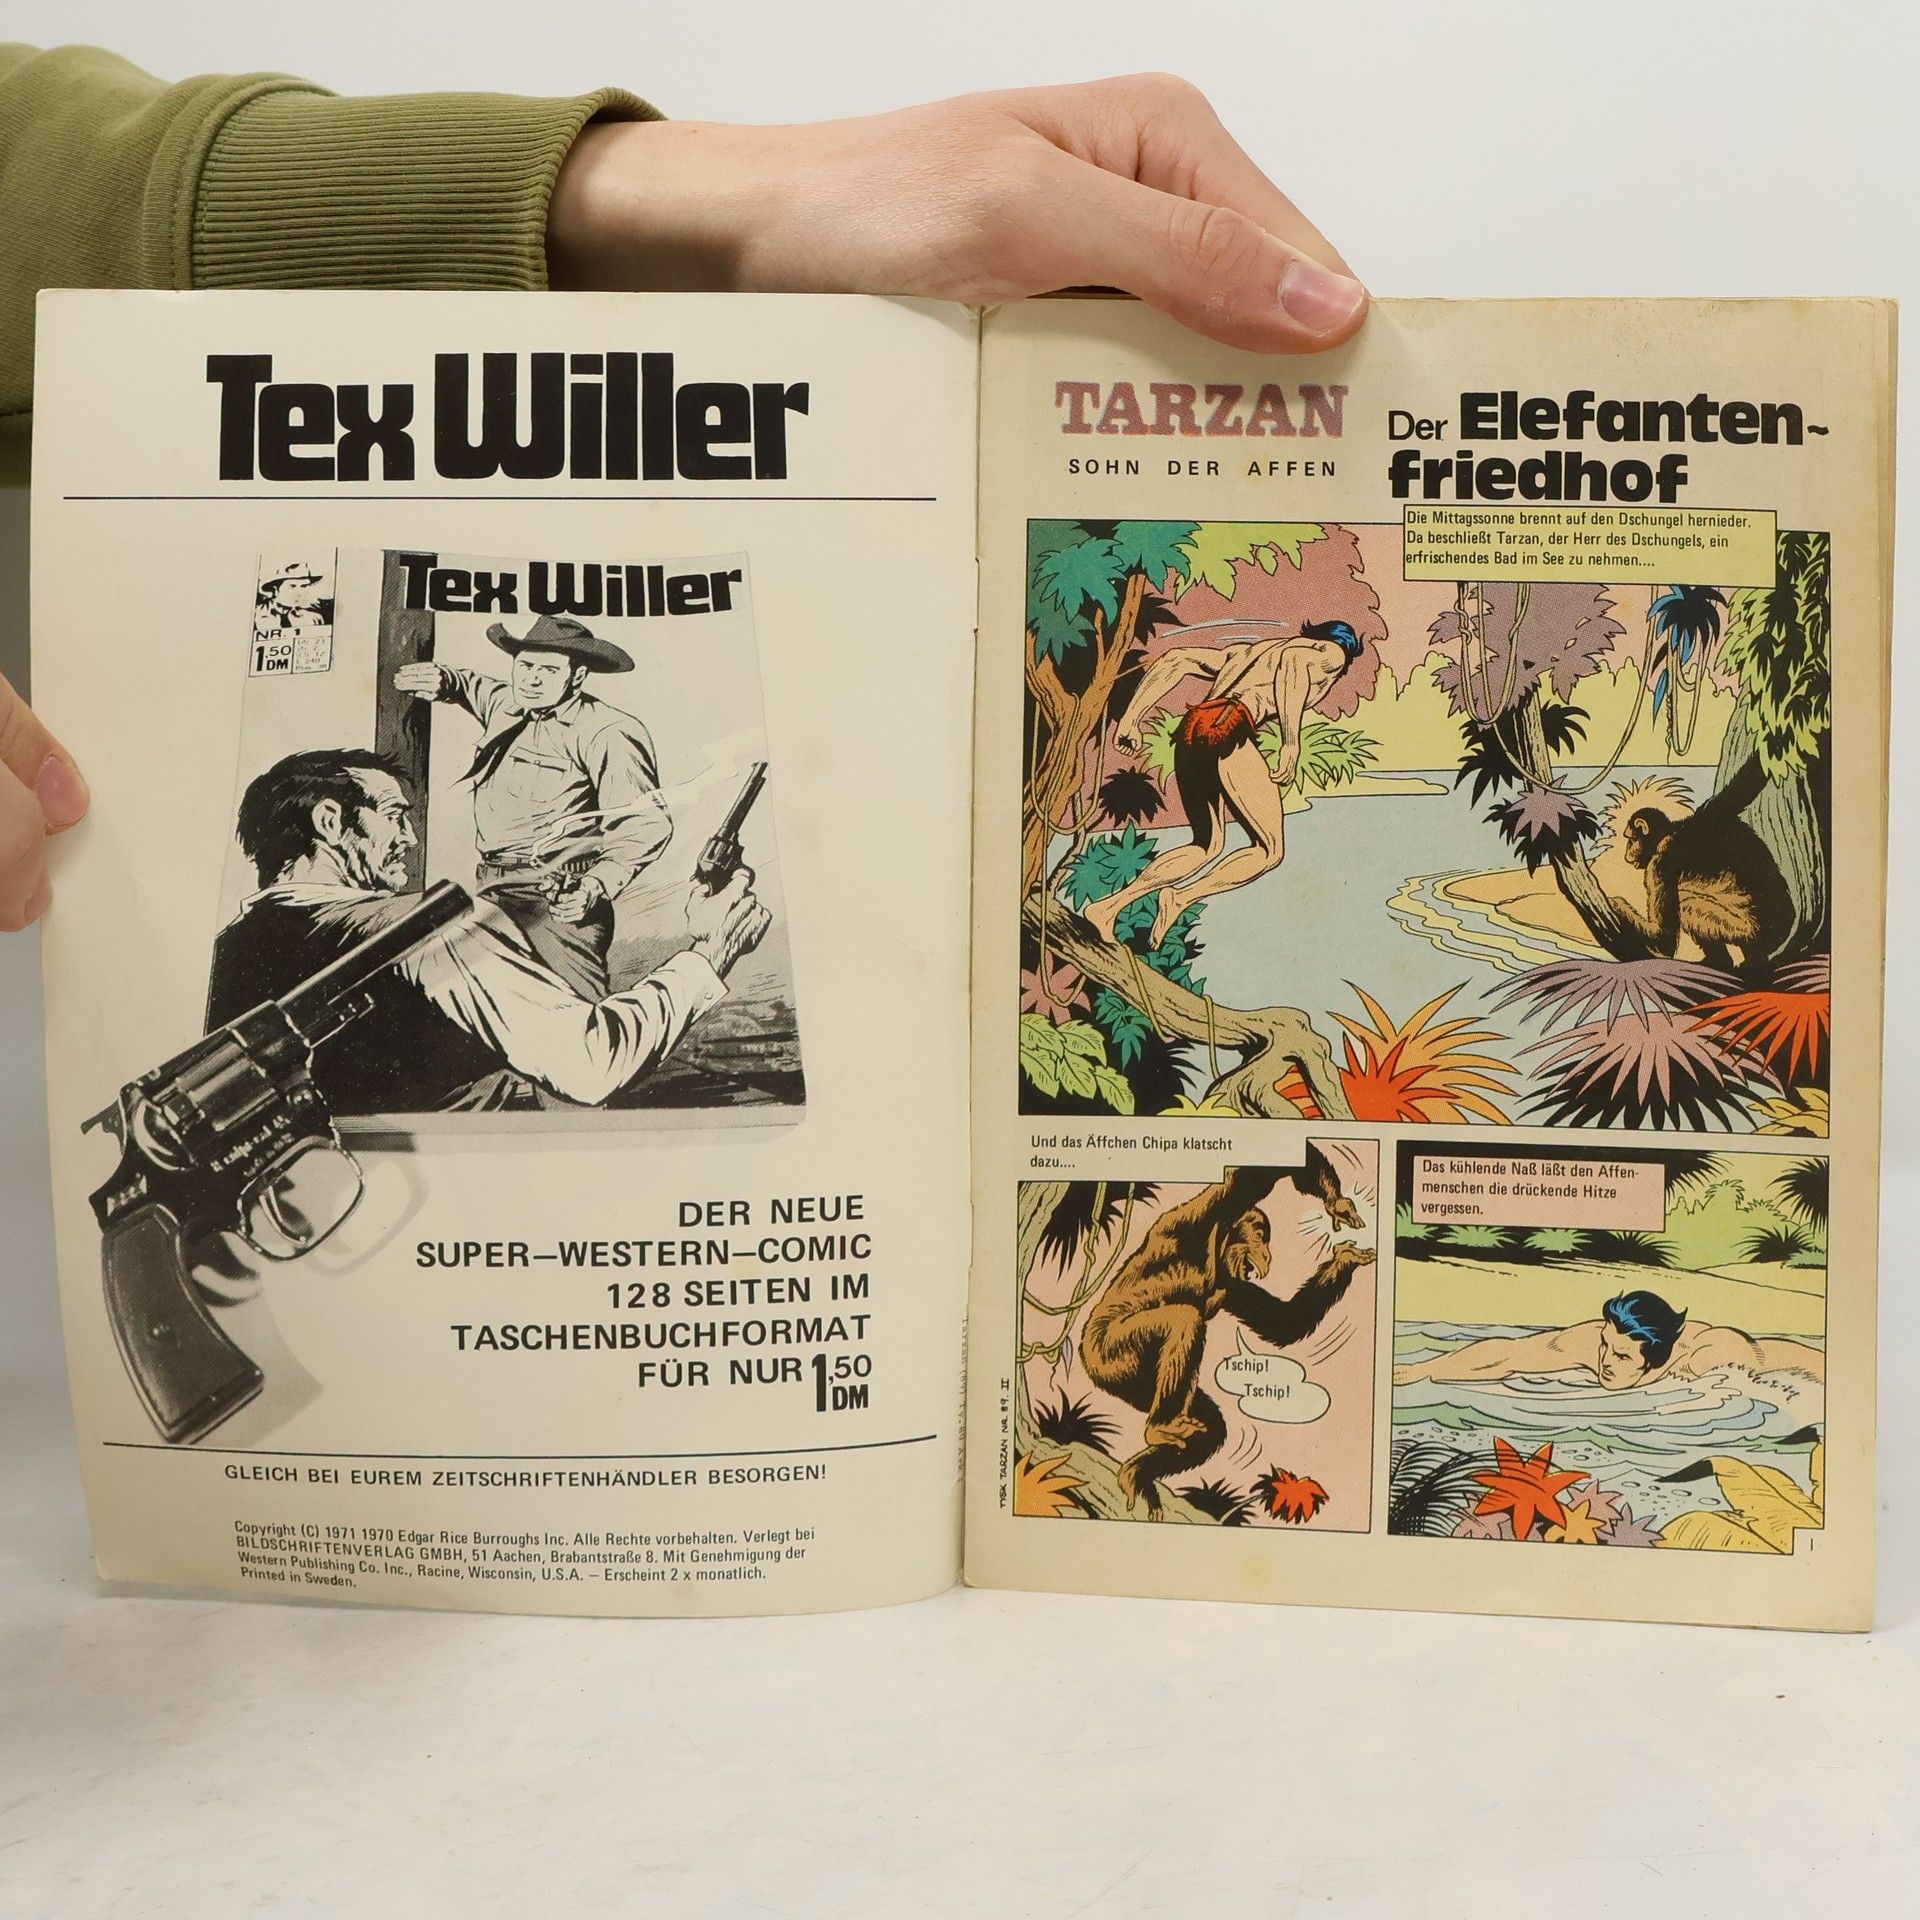 Tex Willer
Tex Willer
NR. 1
1,50
DM
DER NEUE
SUPER—WESTERN—COMIC
128 SEITEN IM
TASCHENBUCHFORMAT
FÜR NUR 1,50
DM
GLEICH BEI EUREM ZEITSCHRIFTENHÄNDLER BESORGEN!
Copyright (C) 1971 1970 Edgar Rice Burroughs Inc. Alle Rechte vorbehalten. Verlegt bei
BILDSCHRIFTENVERLAG GMBH, 51 Aachen, Brabantstraße 8. Mit Genehmigung der
Western Publishing Co. Inc., Racine, Wisconsin, U.S.A. — Erscheint 2 x monatlich.
Printed in Sweden.
TARZAN
SOHN DER AFFEN
Der Elefanten-
friedhof
Die Mittagssonne brennt auf den Dschungel hernieder.
Da beschließt Tarzan, der Herr des Dschungels, ein
erfrischendes Bad im See zu nehmen....
Und das Äffchen Chipa klatscht
dazu....
Tschip!
Tschip!
TYSK TARZAN NR. 89. II
Das kühlende Naß läßt den Affen-
menschen die drückende Hitze
vergessen.
1